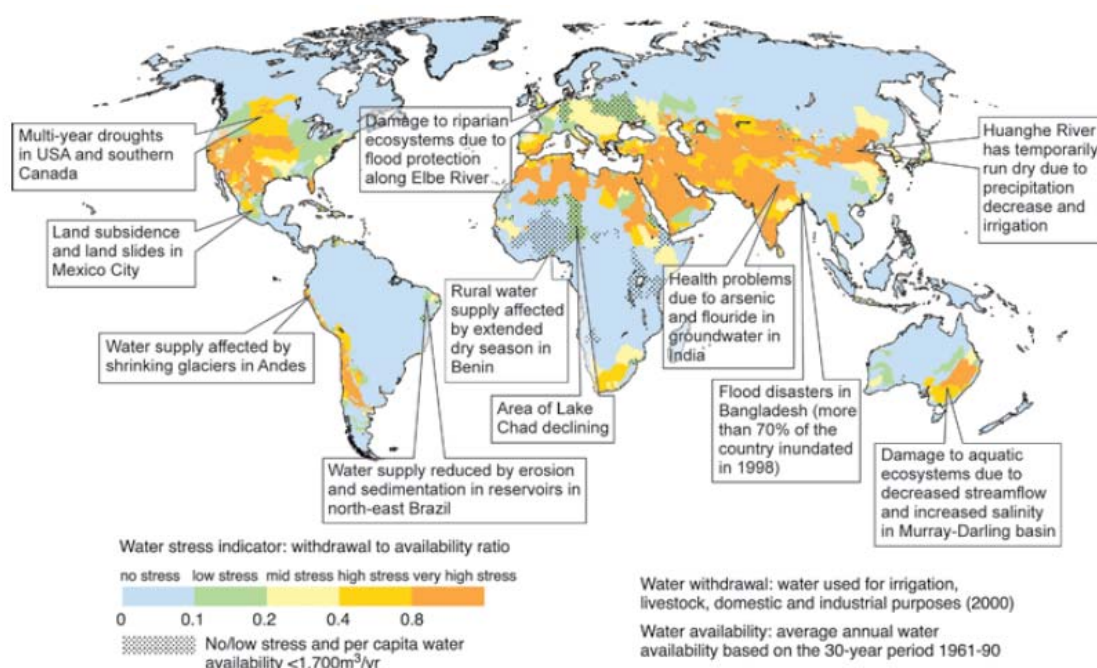 Multi-year droughts
in USA and southern
Canada
Damage to riparian
ecosystems due to
flood protection
along Elbe River
Huanghe River
has temporarily
run dry due to
precipitation
decrease and
irrigation
Land subsidence
and land slides in
Mexico City
Rural water
supply affected
by extended
dry season in
Benin
Health problems
due to arsenic
and flouride in
groundwater in
India
Water supply affected by
shrinking glaciers in Andes
Area of Lake
Chad declining
Flood disasters in
Bangladesh (more
than 70% of the
country inundated
in 1998)
Damage to aquatic
ecosystems due to
decreased streamflow
and increased salinity
in Murray-Darling basin
Water supply reduced by erosion
and sedimentation in reservoirs in
north-east Brazil
Water stress indicator: withdrawal to availability ratio
no stress low stress mid stress high stress very high stress
0 0.1 0.2 0.4 0.8
No/low stress and per capita water
availability <1,700m³/yr
Water withdrawal: water used for irrigation,
livestock, domestic and industrial purposes (2000)
Water availability: average annual water
availability based on the 30-year period 1961-90